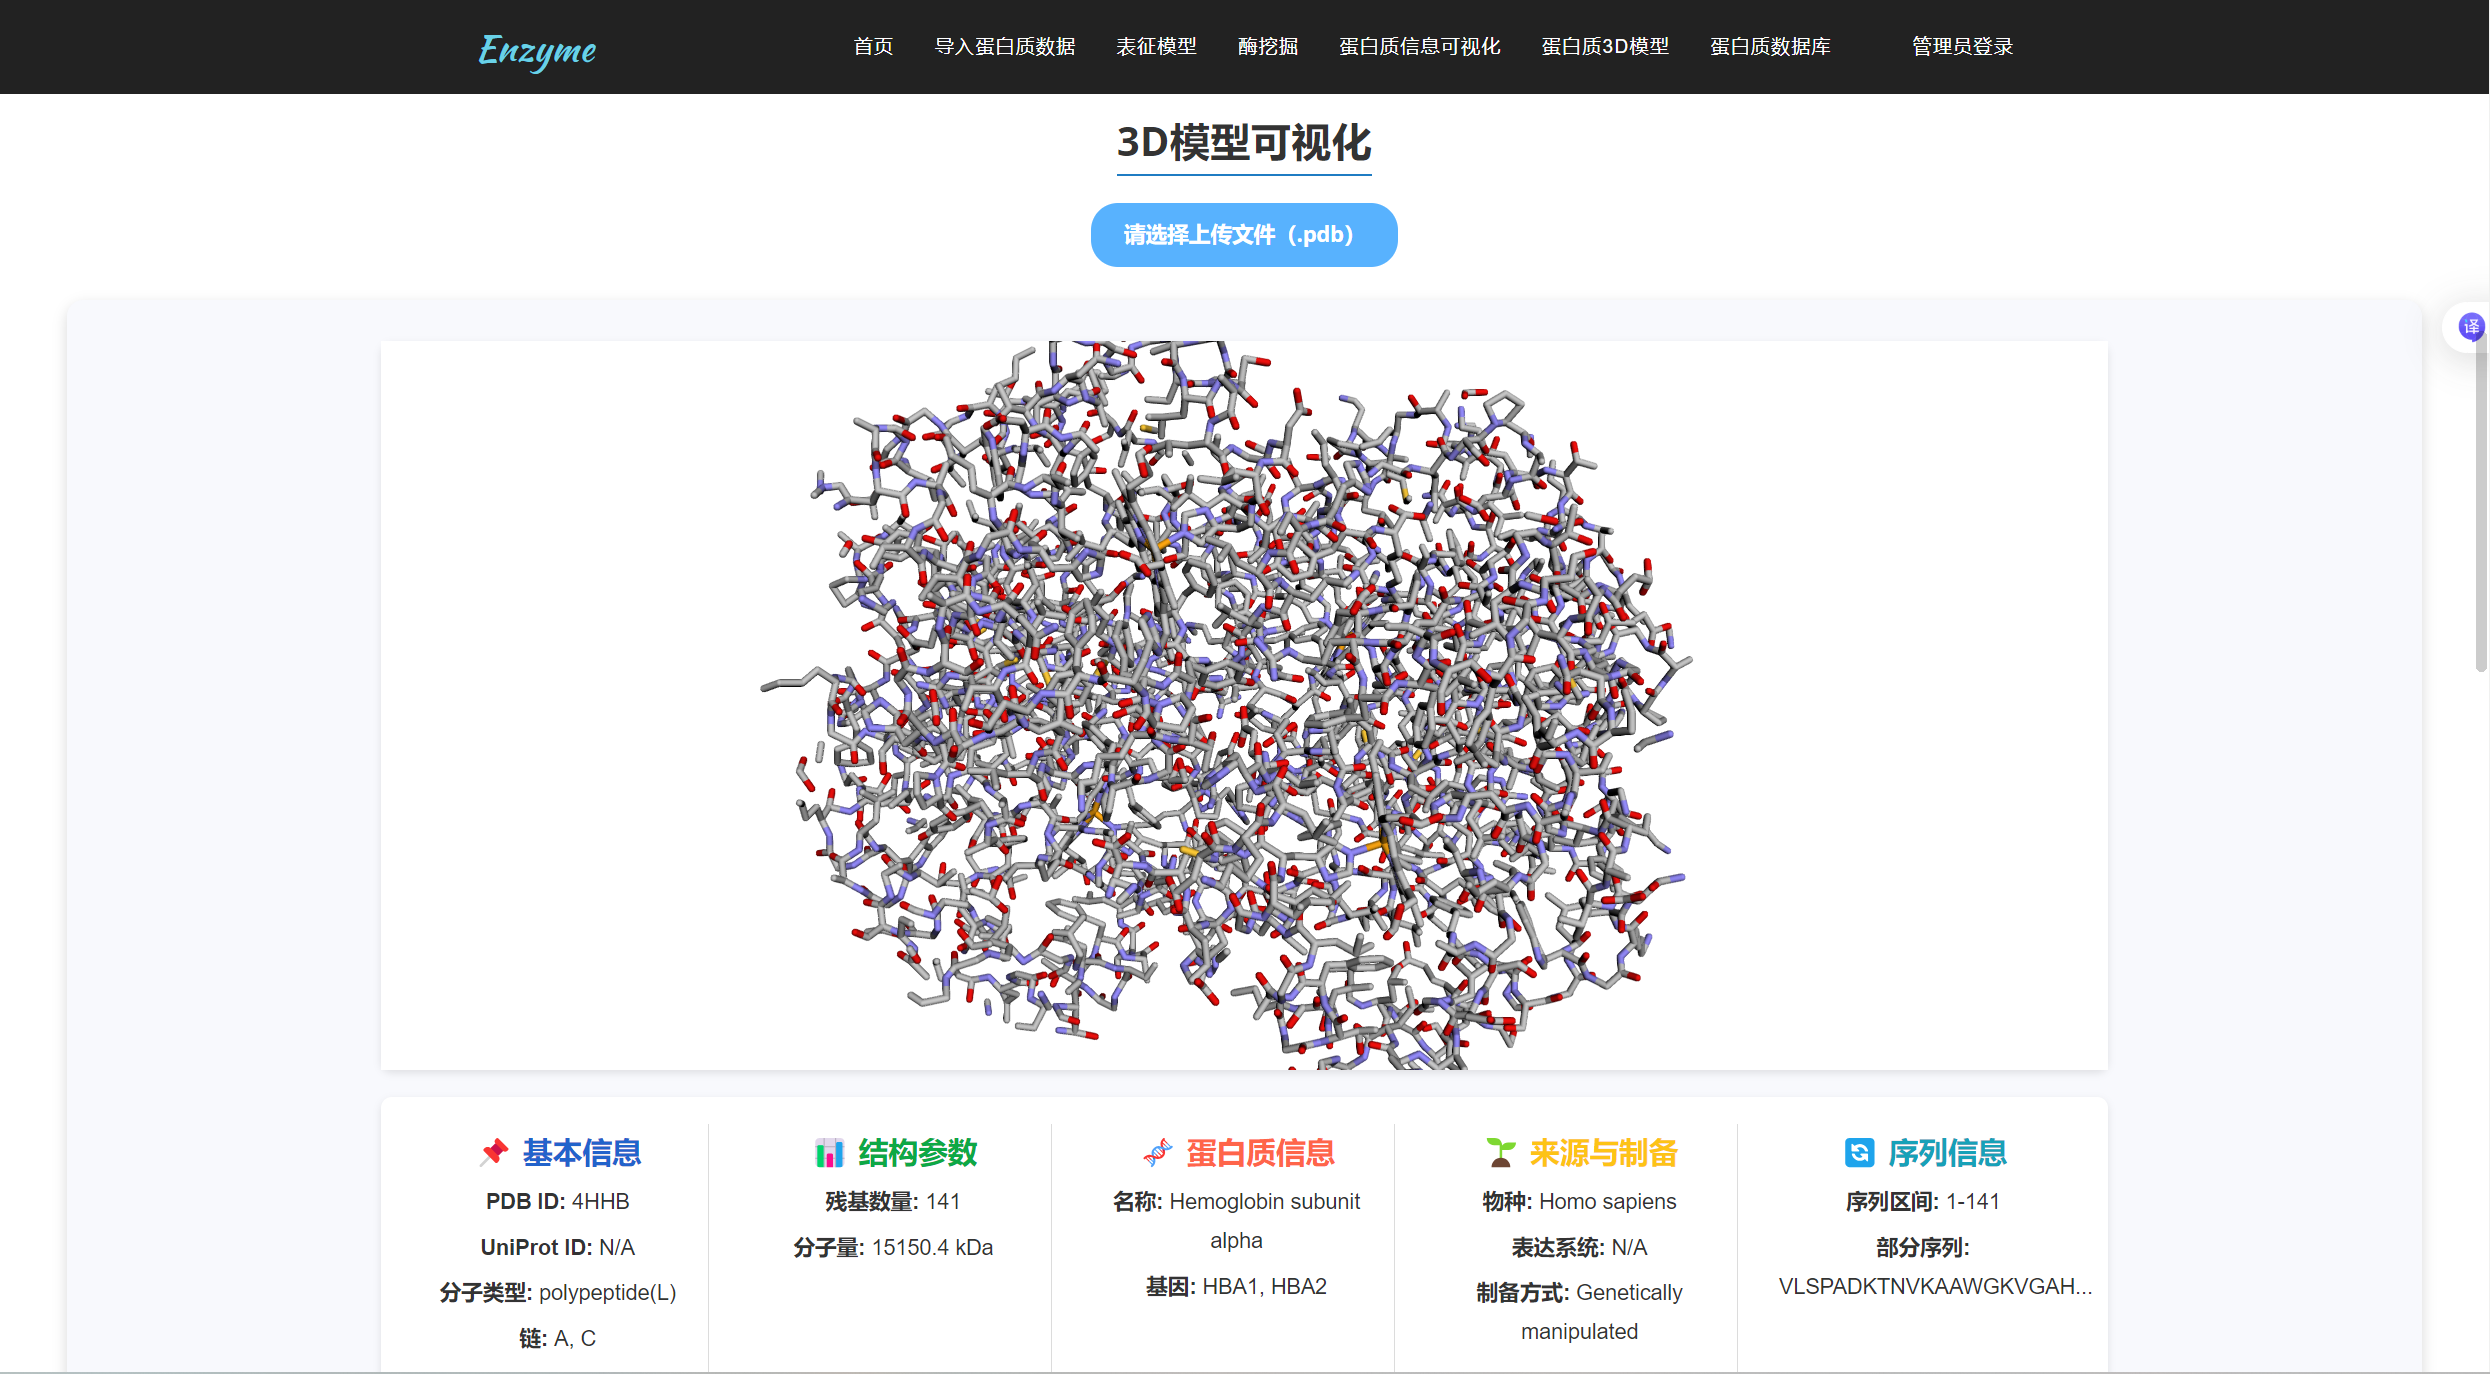 Enzyme
首页 导入蛋白质数据 表征模型 酶挖掘 蛋白质信息可视化 蛋白质3D模型 蛋白质数据库 管理员登录
3D模型可视化
请选择上传文件（.pdb）
译
基本信息
PDB ID: 4HHB
UniProt ID: N/A
分子类型: polypeptide(L)
链: A, C
结构参数
残基数量: 141
分子量: 15150.4 kDa
蛋白质信息
名称: Hemoglobin subunit
alpha
基因: HBA1, HBA2
来源与制备
物种: Homo sapiens
表达系统: N/A
制备方式: Genetically
manipulated
序列信息
序列区间: 1-141
部分序列:
VLSPADKTNVKAAWGKVGAH...